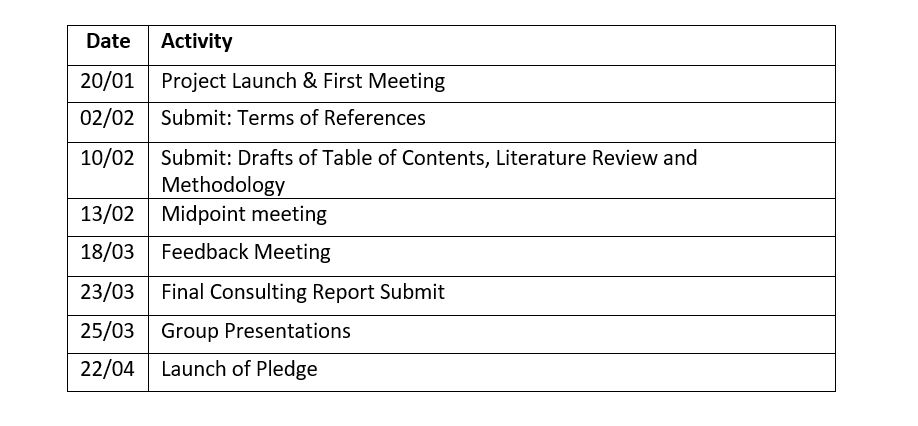 Date Activity
20/01 Project Launch & First Meeting
02/02 Submit: Terms of References
10/02 Submit: Drafts of Table of Contents, Literature Review and
Methodology
13/02 Midpoint meeting
18/03 Feedback Meeting
23/03 Final Consulting Report Submit
25/03 Group Presentations
22/04 Launch of Pledge